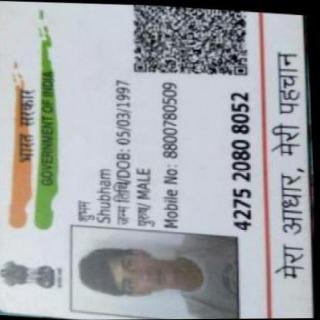 भारत सरकार
GOVERNMENT OF INDIA
Shubham
जन्म तिथि/DOB: 05/03/1997
पुरुष/ MALE
Mobile No: 8800780509
4275 2080 8052
मेरा आधार, मेरी पहचान